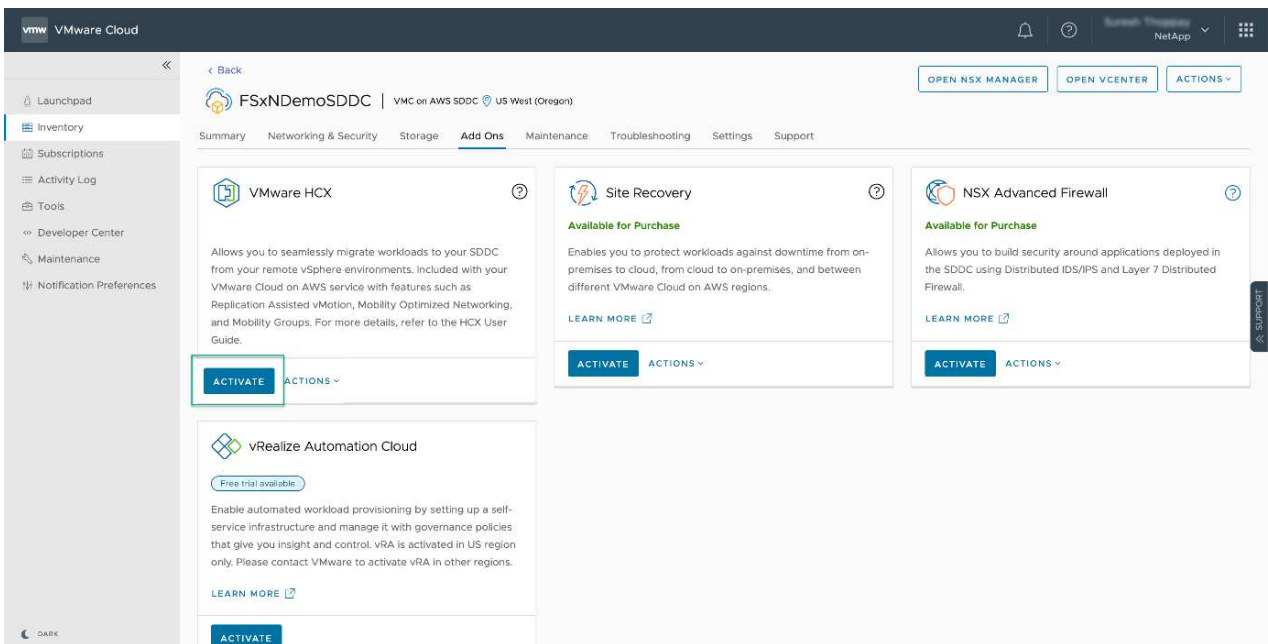 vmw VMware Cloud
NetApp
Launchpad
Inventory
Subscriptions
Activity Log
Tools
Developer Center
Maintenance
Notification Preferences
DARK
Back
OPEN NSX MANAGER
OPEN VCENTER
ACTIONS
FSxNDemoSDDC | VMC on AWS SDDC US West (Oregon)
Summary Networking & Security Storage Add Ons Maintenance Troubleshooting Settings Support
VMware HCX
Allows you to seamlessly migrate workloads to your SDDC
from your remote vSphere environments. Included with your
VMware Cloud on AWS service with features such as
Replication Assisted vMotion, Mobility Optimized Networking,
and Mobility Groups. For more details, refer to the HCX User
Guide.
ACTIVATE ACTIONS
Site Recovery
Available for Purchase
Enables you to protect workloads against downtime from on-
premises to cloud, from cloud to on-premises, and between
different VMware Cloud on AWS regions.
LEARN MORE
ACTIVATE ACTIONS
NSX Advanced Firewall
Available for Purchase
Allows you to build security around applications deployed in
the SDDC using Distributed IDS/IPS and Layer 7 Distributed
Firewall.
LEARN MORE
ACTIVATE ACTIONS
SUPPORT
vRealize Automation Cloud
Free trial available
Enable automated workload provisioning by setting up a self-
service infrastructure and manage it with governance policies
that give you insight and control. vRA is activated in US region
only. Please contact VMware to activate vRA in other regions.
LEARN MORE
ACTIVATE